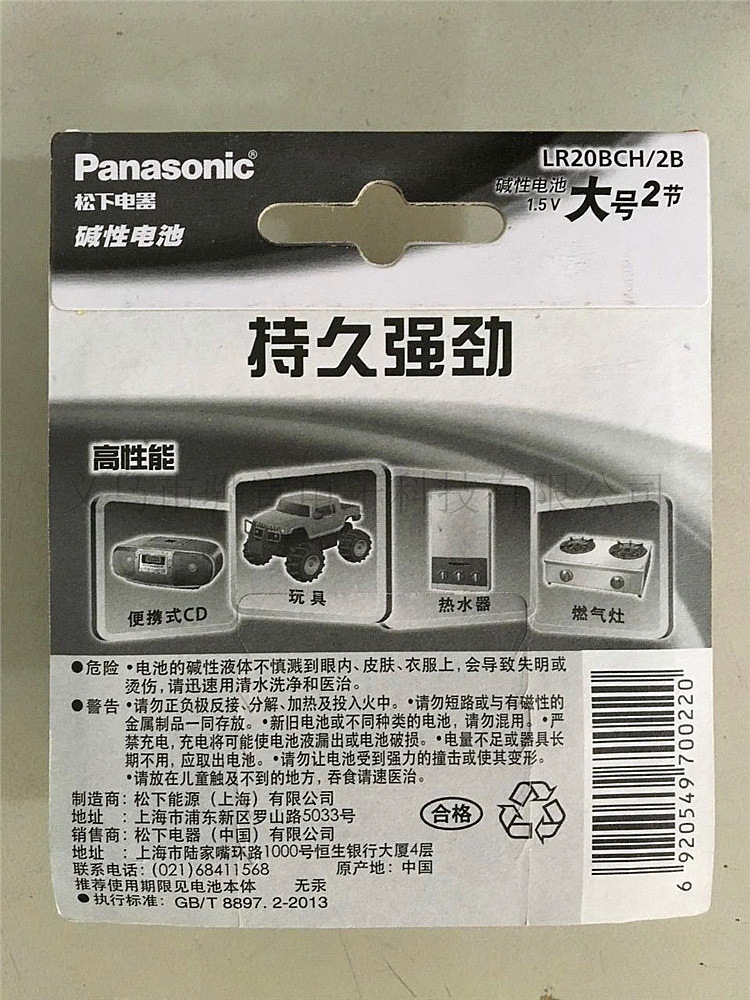 Panasonic®
松下电器
碱性电池
LR20BCH/2B
碱性电池
1.5V
大号2节
持久强劲
高性能
便携式CD
玩具
热水器
燃气灶
●危险 •电池的碱性液体不慎溅到眼内、皮肤、衣服上,会导致失明或
烫伤,请迅速用清水洗净和医治。
●警告 •请勿正负极反接、分解、加热及投入火中。•请勿短路或与有磁性的
金属制品一同存放。•新旧电池或不同种类的电池,请勿混用。•严
禁充电,充电将可能使电池液漏出或电池破损。•电量不足或器具长
期不用,应取出电池。•请勿让电池受到强力的撞击或使其变形。
•请放在儿童触及不到的地方,吞食请速医治。
制造商:松下能源(上海)有限公司
地址 :上海市浦东新区罗山路5033号
销售商:松下电器(中国)有限公司
地址 :上海市陆家嘴环路1000号恒生银行大厦4层
联系电话:(021)68411568 原产地:中国
推荐使用期限见电池本体 无汞
●执行标准:GB/T 8897.2-2013
合格
6 920549 700220